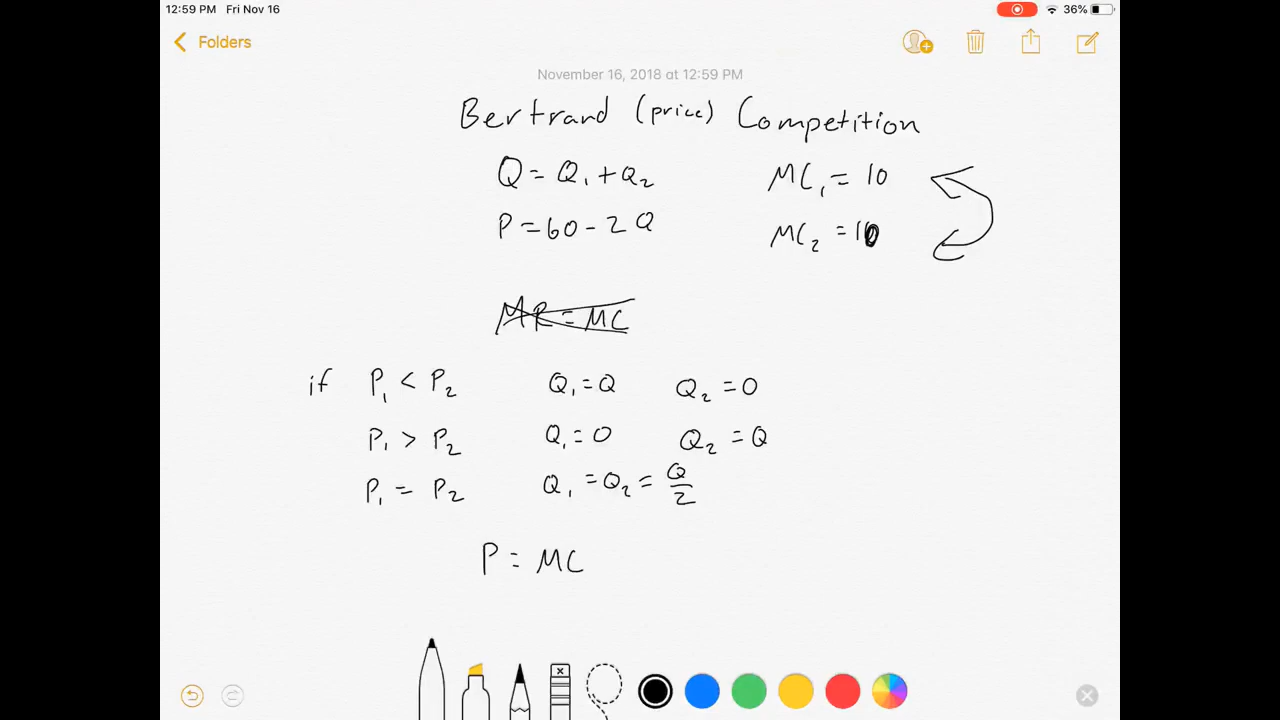 12:59 PM Fri Nov 16 36%
Folders
November 16, 2018 at 12:59 PM
Bertrand (price) Competition
Q = Q₁ + Q₂ MC₁ = 10
P = 60 - 2Q MC₂ = 10
MR = MC
if P₁ < P₂ Q₁ = Q Q₂ = 0
P₁ > P₂ Q₁ = 0 Q₂ = Q
P₁ = P₂ Q₁ = Q₂ = Q/2
P = MC